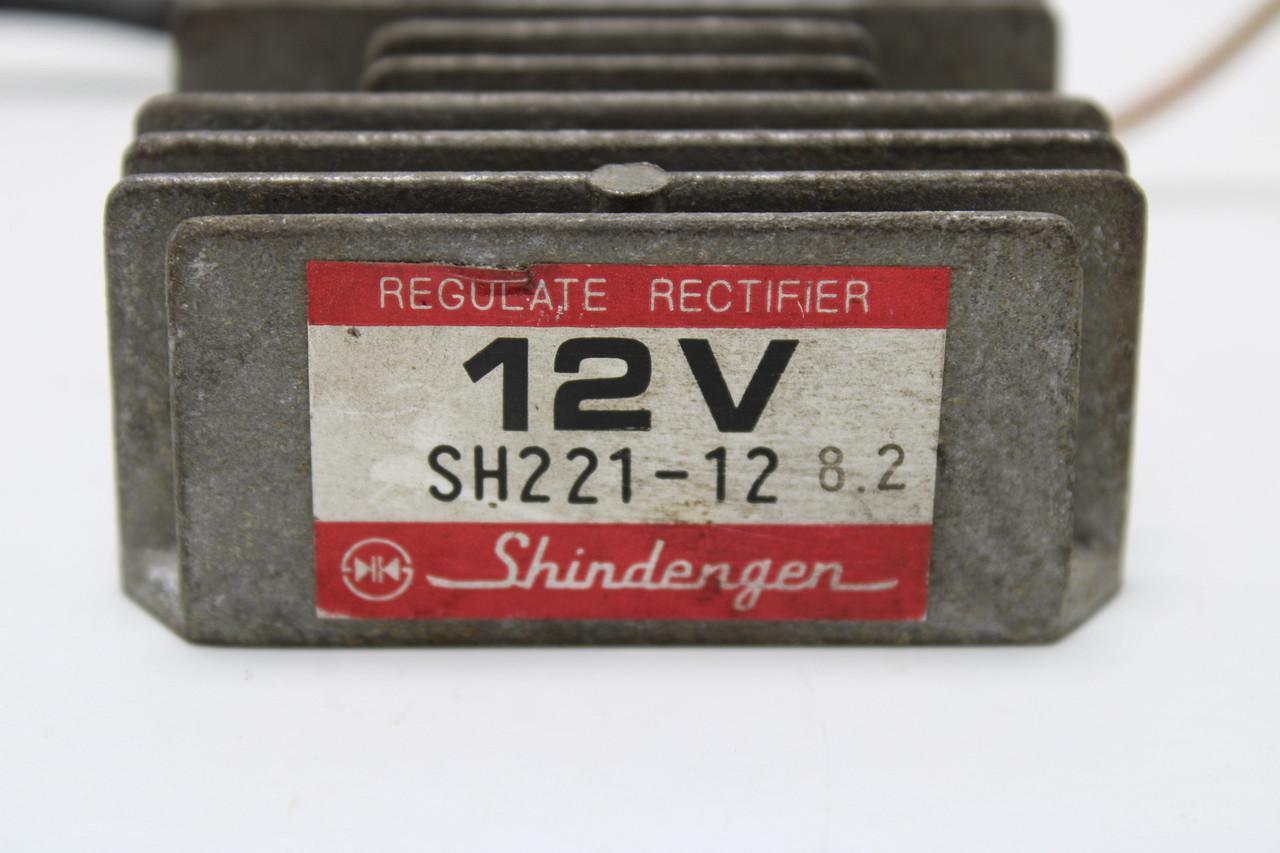 REGULATE RECTIFIER
12V
SH221-12 8.2
Shindengen